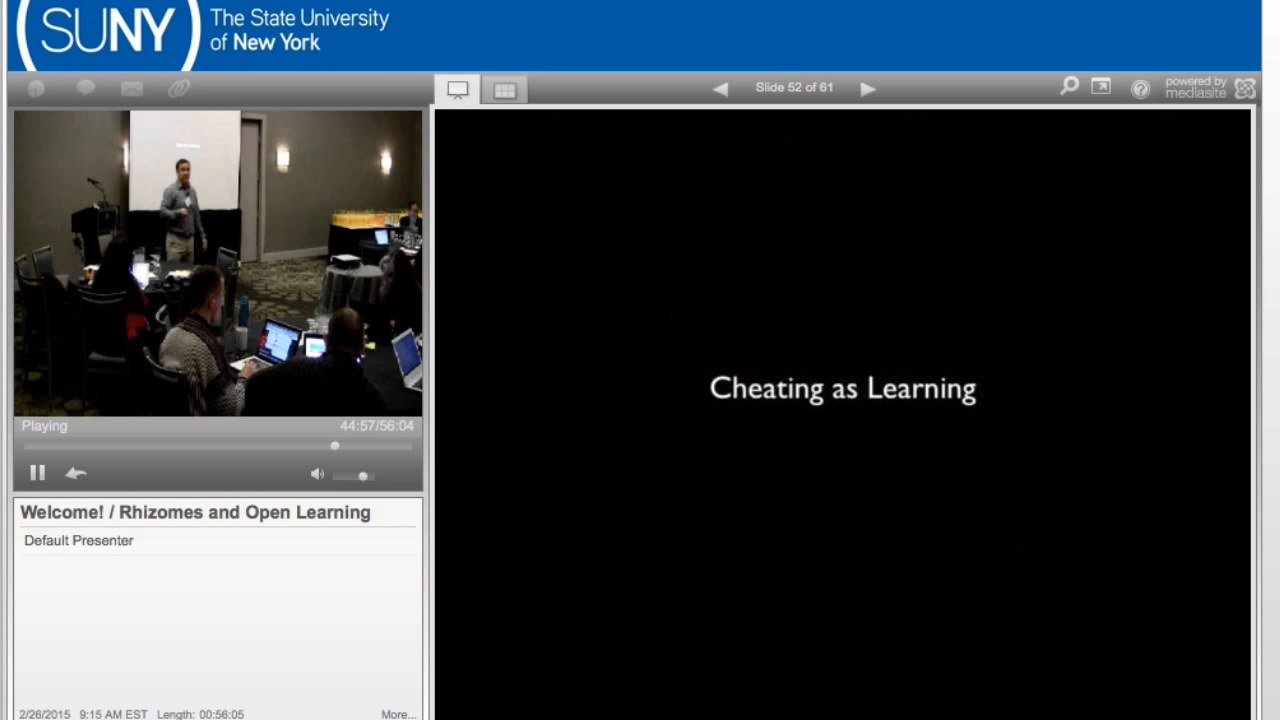 SUNY
The State University
of New York
Slide 52 of 61
powered by
mediasite
Cheating as Learning
Playing
44:57/56:04
Welcome! / Rhizomes and Open Learning
Default Presenter
2/26/2015 9:15 AM EST Length: 00:56:05
More...